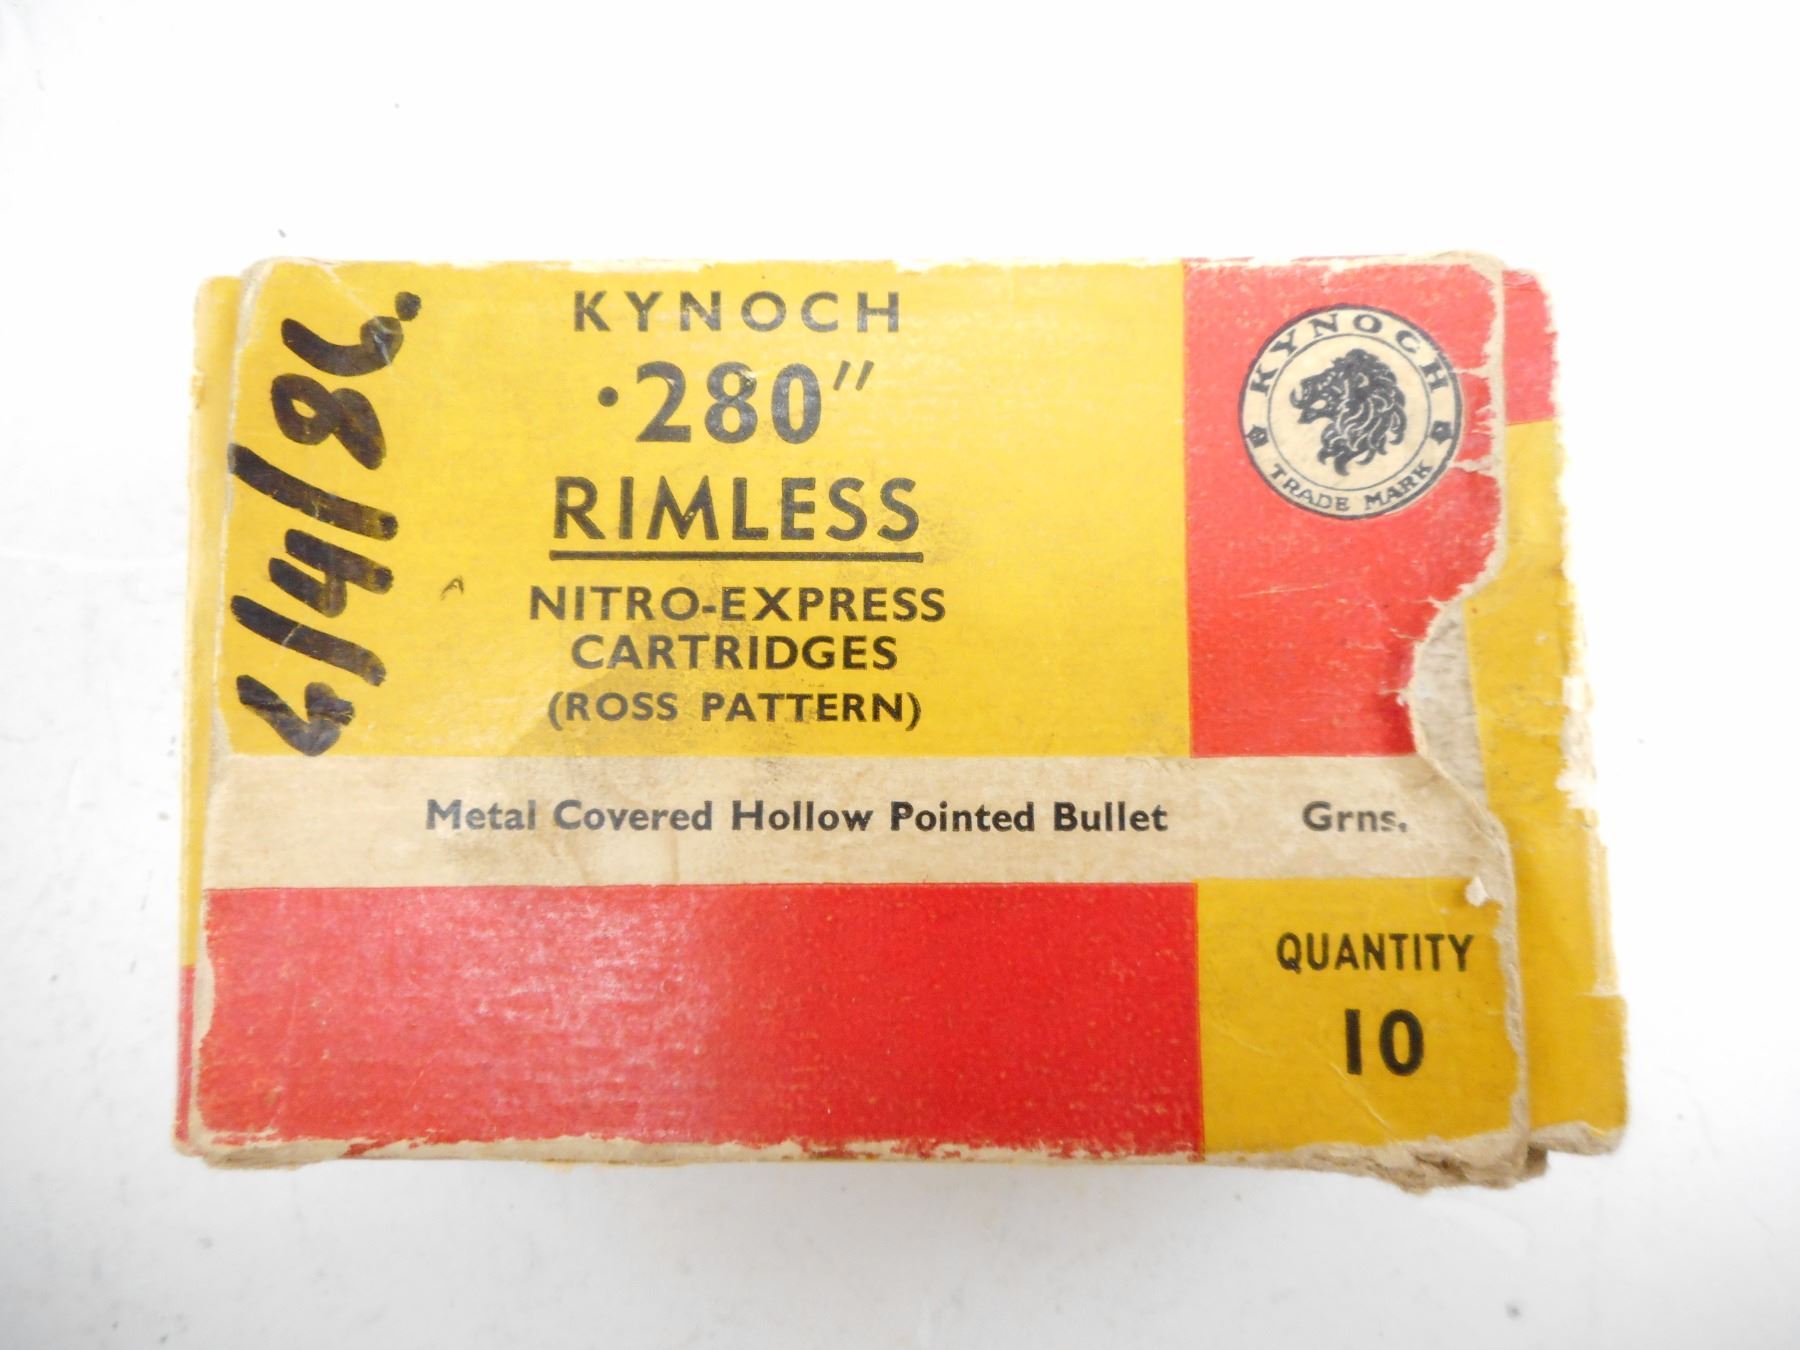 KYNOCH
·280"
RIMLESS
NITRO-EXPRESS
CARTRIDGES
(ROSS PATTERN)
Metal Covered Hollow Pointed Bullet Grns.
QUANTITY
10
KYNOCH
TRADE MARK